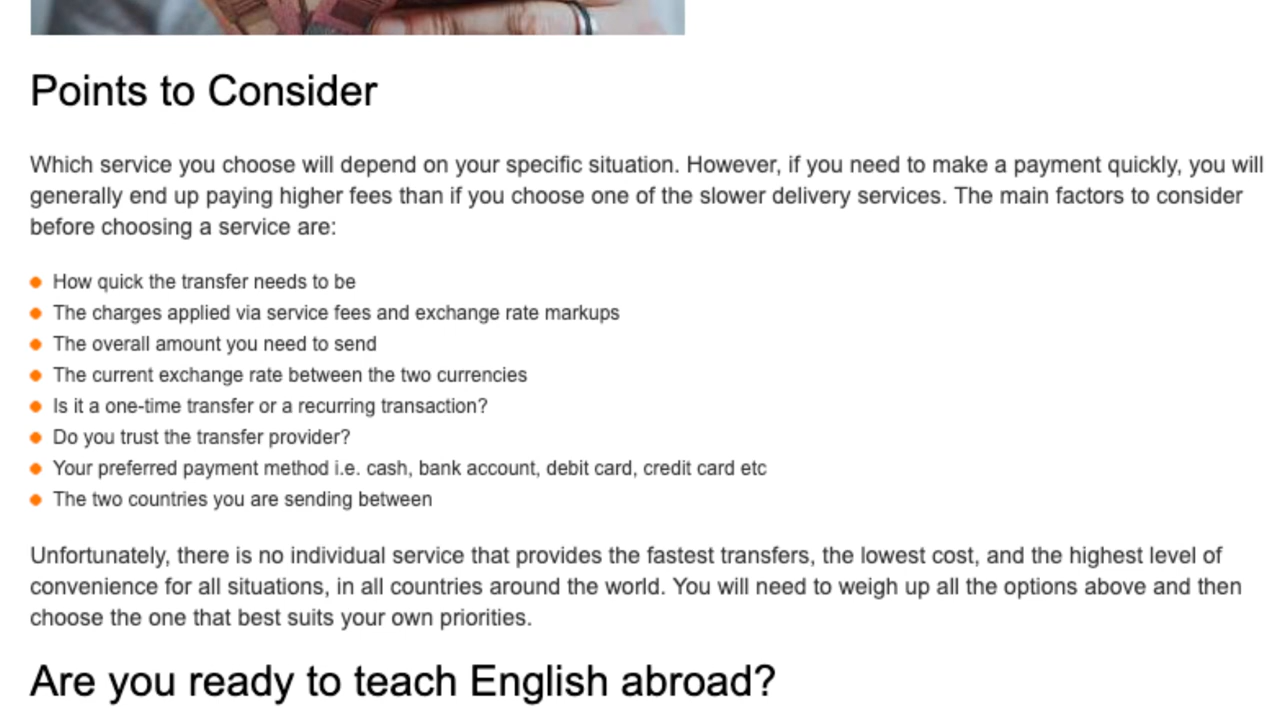 Points to Consider
Which service you choose will depend on your specific situation. However, if you need to make a payment quickly, you will
generally end up paying higher fees than if you choose one of the slower delivery services. The main factors to consider
before choosing a service are:
How quick the transfer needs to be
The charges applied via service fees and exchange rate markups
The overall amount you need to send
The current exchange rate between the two currencies
Is it a one-time transfer or a recurring transaction?
Do you trust the transfer provider?
Your preferred payment method i.e. cash, bank account, debit card, credit card etc
The two countries you are sending between
Unfortunately, there is no individual service that provides the fastest transfers, the lowest cost, and the highest level of
convenience for all situations, in all countries around the world. You will need to weigh up all the options above and then
choose the one that best suits your own priorities.
Are you ready to teach English abroad?